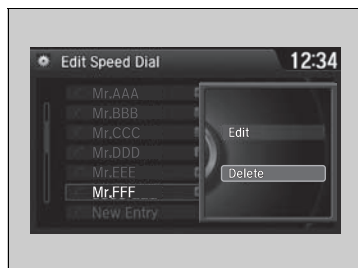 Edit Speed Dial
12:34
Mr.AAA
Mr.BBB
Mr.CCC
Mr.DDD
Mr.EEE
Mr.FFF
New Entry
Edit
Delete